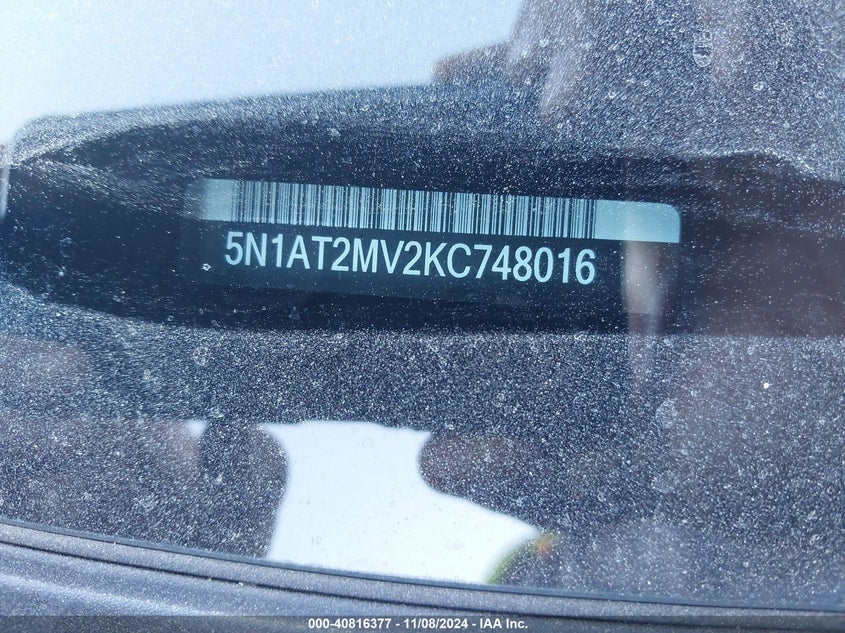 5N1AT2MV2KC748016
000-40816377 - 11/08/2024 - IAA Inc.